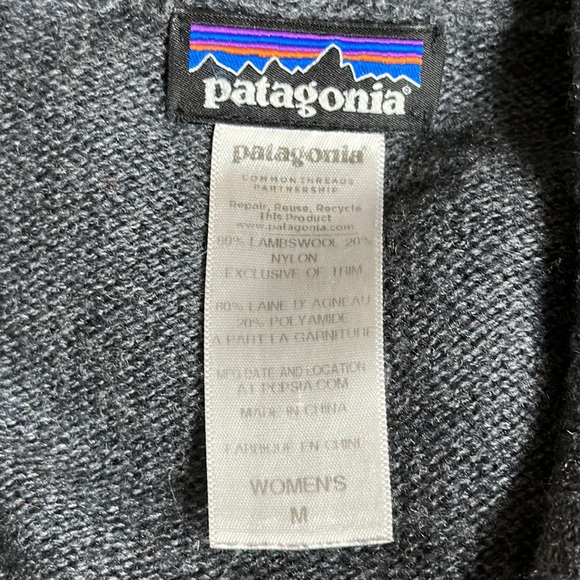 patagonia®
patagonia®
COMMON THREADS
PARTNERSHIP
Repair, Reuse, Recycle
This Product
www.patagonia.com
80% LAMBSWOOL 20%
NYLON
EXCLUSIVE OF TRIM
80% LAINE D' AGNEAU
20% POLYAMIDE
A PART LA GARNITURE
MFG DATE AND LOCATION
AT POPSIA.COM
MADE IN CHINA
FABRIQUE EN CHINE
WOMEN'S
M